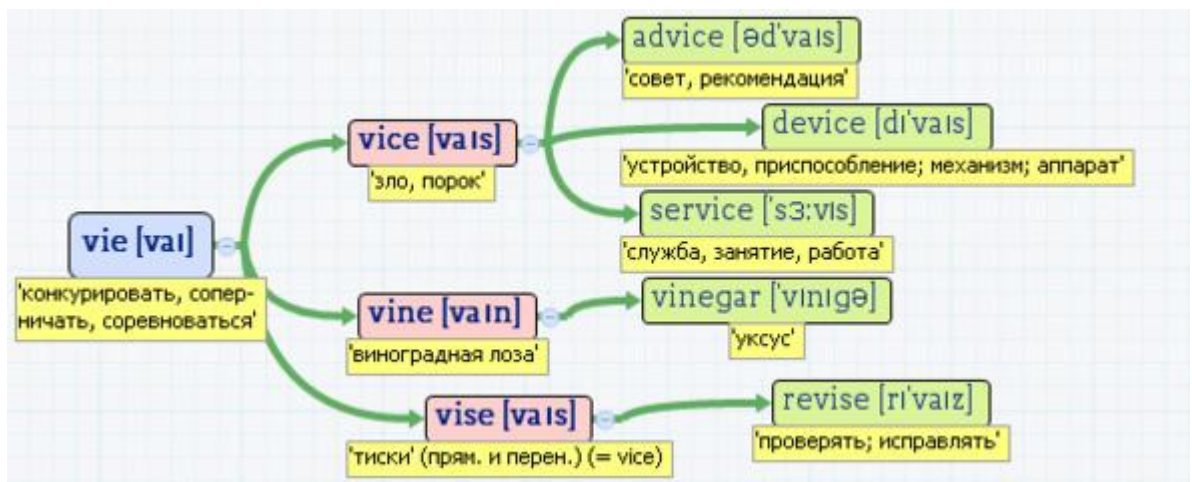 advice [əd'vaɪs]
'совет, рекомендация'
device [dɪ'vaɪs]
vice [vaɪs]
'устройство, приспособление; механизм; аппарат'
'зло, порок'
service ['sɜ:vɪs]
vie [vaɪ]
'служба, занятие, работа'
'конкурировать, сопер-
ничать, соревноваться'
vine [vaɪn]
vinegar ['vɪnɪgə]
'виноградная лоза'
'уксус'
vise [vaɪs]
revise [rɪ'vaɪz]
'тиски' (прям. и перен.) (= vice)
'проверять; исправлять'